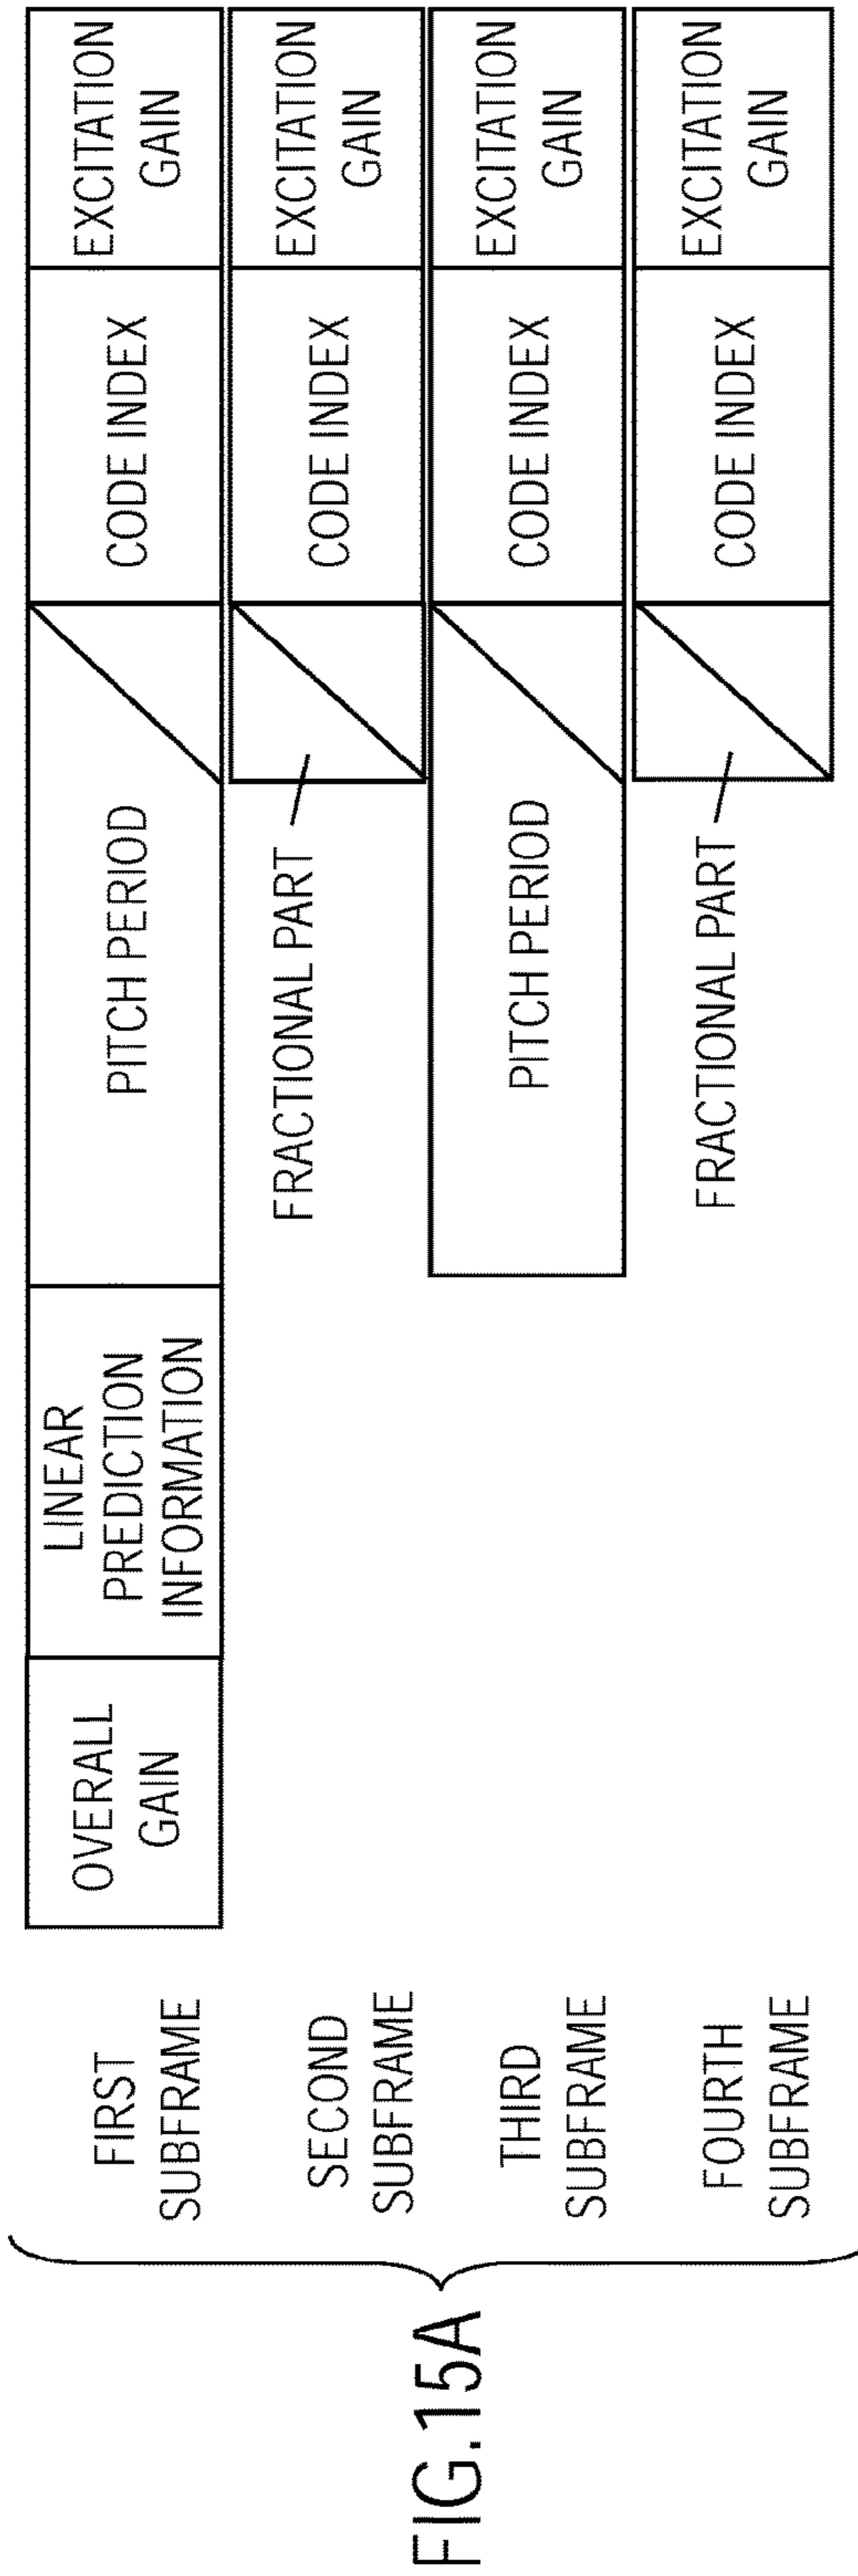 FIG.15A
FIRST
SUBFRAME
OVERALL
GAIN
LINEAR
PREDICTION
INFORMATION
PITCH PERIOD
CODE INDEX
EXCITATION
GAIN
SECOND
SUBFRAME
FRACTIONAL PART
CODE INDEX
EXCITATION
GAIN
THIRD
SUBFRAME
PITCH PERIOD
CODE INDEX
EXCITATION
GAIN
FOURTH
SUBFRAME
FRACTIONAL PART
CODE INDEX
EXCITATION
GAIN